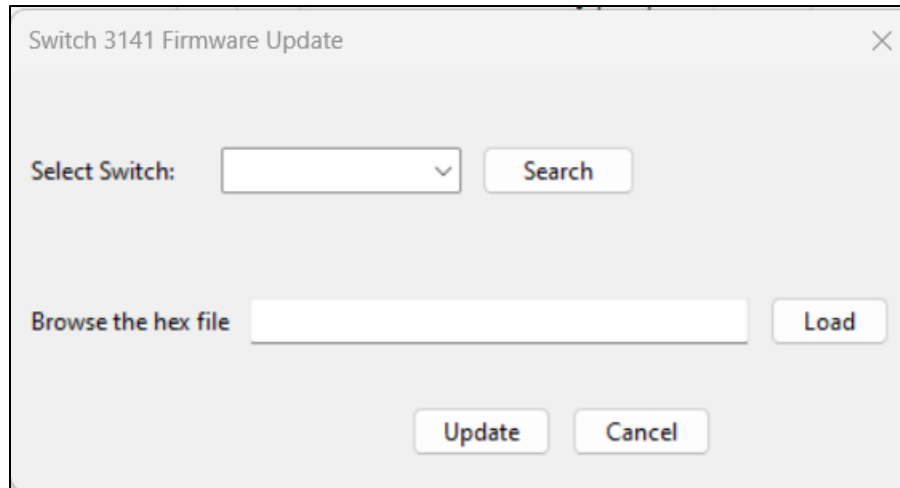 Switch 3141 Firmware Update
Select Switch:
Search
Browse the hex file
Load
Update
Cancel